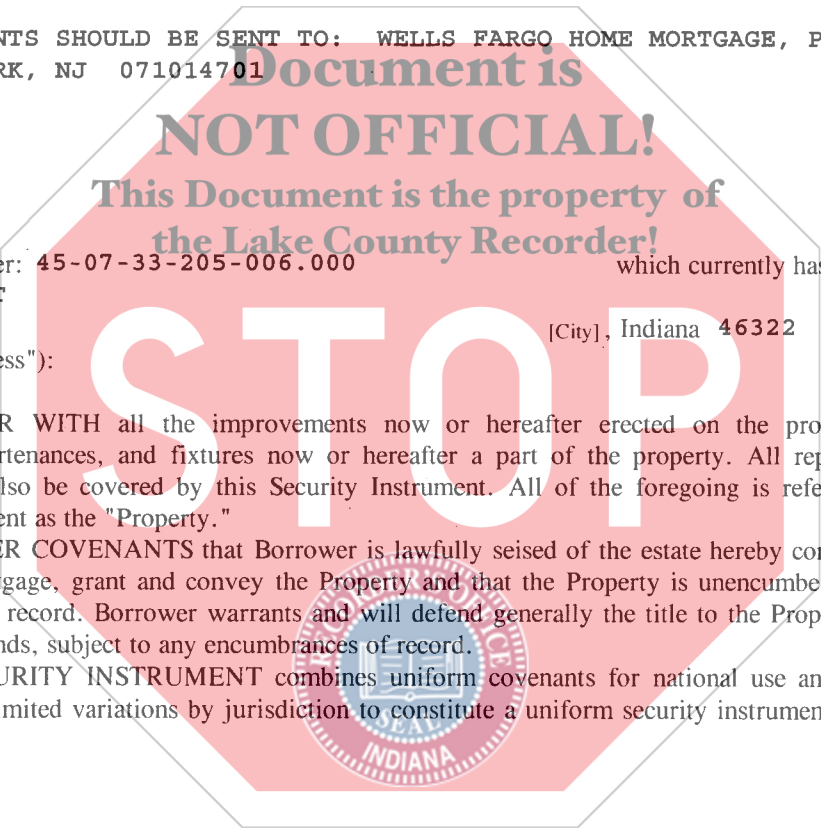 NTS SHOULD BE SENT TO: WELLS FARGO HOME MORTGAGE, P
RK, NJ 071014701
Document is
NOT OFFICIAL!
This Document is the property of
the Lake County Recorder!
er: 45-07-33-205-006.000 which currently has
T
[City], Indiana 46322
ess"):
STOP
R WITH all the improvements now or hereafter erected on the pro
rtenances, and fixtures now or hereafter a part of the property. All rep
lso be covered by this Security Instrument. All of the foregoing is refe
ent as the "Property."
ER COVENANTS that Borrower is lawfully seised of the estate hereby con
gage, grant and convey the Property and that the Property is unencumbe
record. Borrower warrants and will defend generally the title to the Prop
nds, subject to any encumbrances of record.
URITY INSTRUMENT combines uniform covenants for national use an
imited variations by jurisdiction to constitute a uniform security instrumen
RECORDER'S OFFICE
SEAL
INDIANA